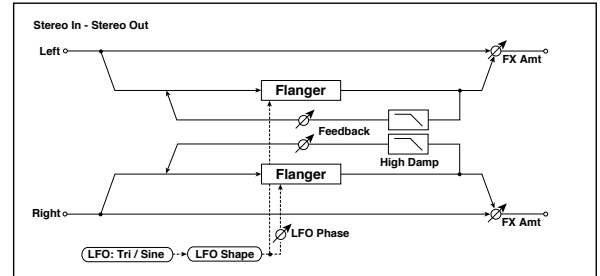 Stereo In - Stereo Out
Left
FX Amt
Flanger
Feedback
High Damp
Flanger
Right
FX Amt
LFO Phase
LFO: Tri / Sine
LFO Shape